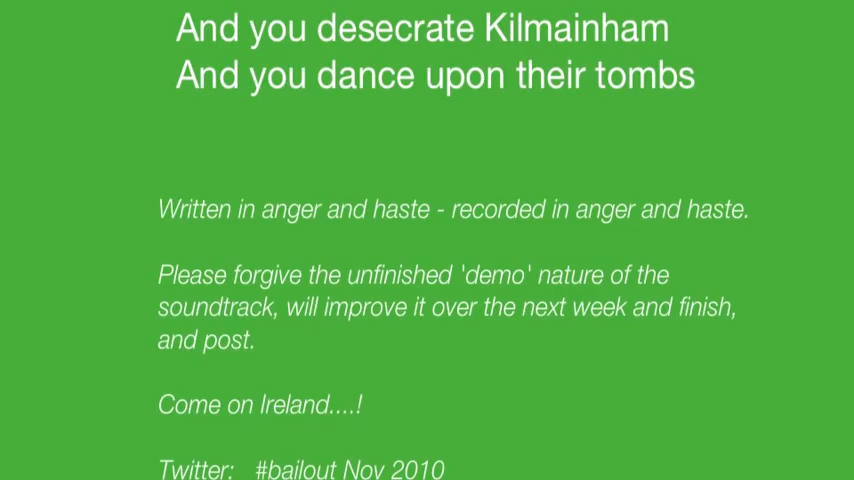 And you desecrate Kilmainham
And you dance upon their tombs
Written in anger and haste - recorded in anger and haste.
Please forgive the unfinished 'demo' nature of the
soundtrack, will improve it over the next week and finish,
and post.
Come on Ireland....!
Twitter: #bailout Nov 2010